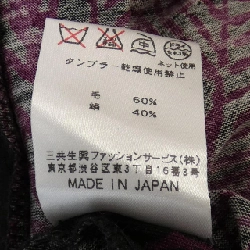 ネット使用
タンブラー乾燥使用禁止
毛 60%
絹 40%
三共生興ファッションサービス(株)
東京都渋谷区東3丁目16番3号
MADE IN JAPAN